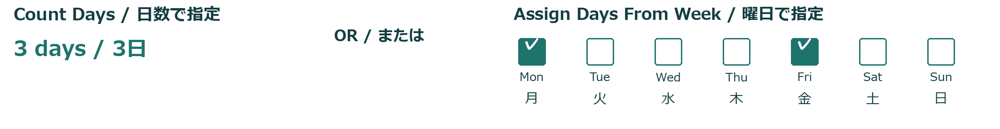 Count Days / 日数で指定
3 days / 3日
OR / または
Assign Days From Week / 曜日で指定
✓ ✓
Mon Tue Wed Thu Fri Sat Sun
月 火 水 木 金 土 日